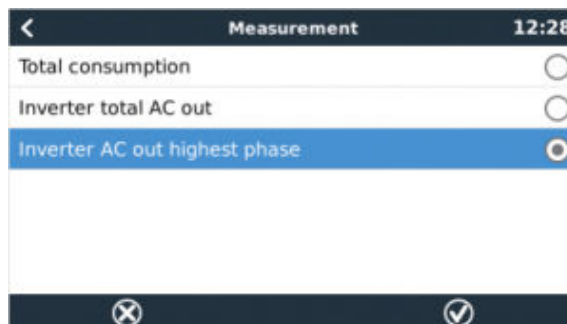 Measurement 12:28
Total consumption
Inverter total AC out
Inverter AC out highest phase